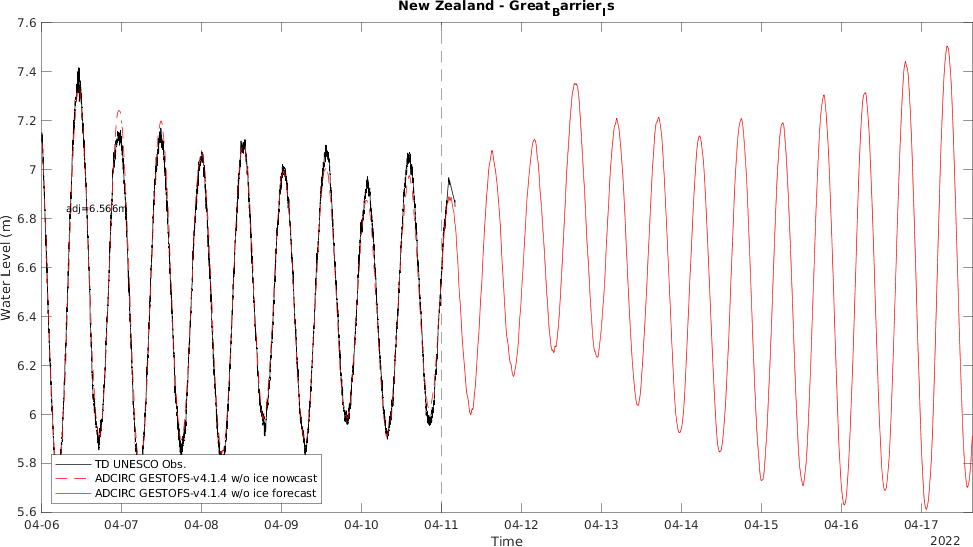 New Zealand - Great_Barrier_Is
7.6
7.4
7.2
7
6.8
6.6
6.4
6.2
6
5.8
5.6
Water Level (m)
adj=6.566m
TD UNESCO Obs.
ADCIRC GESTOFS-v4.1.4 w/o ice nowcast
ADCIRC GESTOFS-v4.1.4 w/o ice forecast
04-06 04-07 04-08 04-09 04-10 04-11 04-12 04-13 04-14 04-15 04-16 04-17
Time
2022